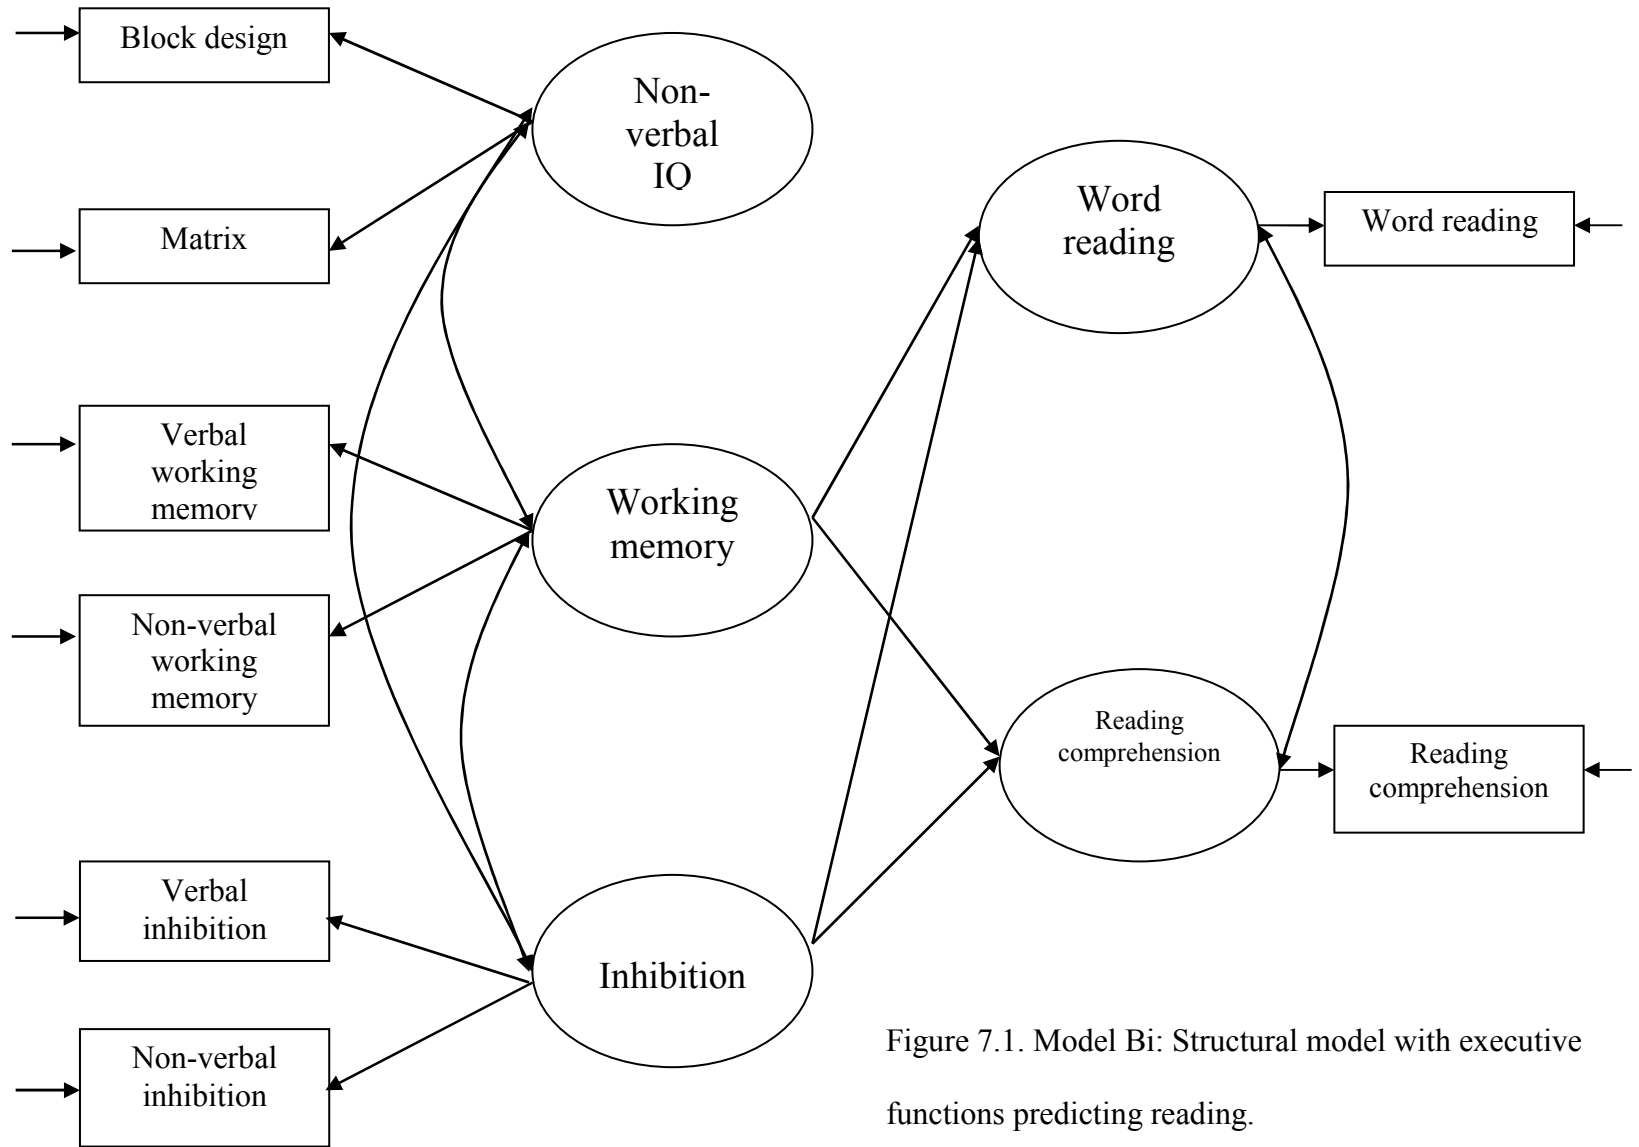 Block design
Non-
verbal
IQ
Word
reading
Word reading
Matrix
Verbal
working
memory
Working
memory
Non-verbal
working
memory
Reading
comprehension
Reading
comprehension
Verbal
inhibition
Inhibition
Non-verbal
inhibition
Figure 7.1. Model Bi: Structural model with executive
functions predicting reading.